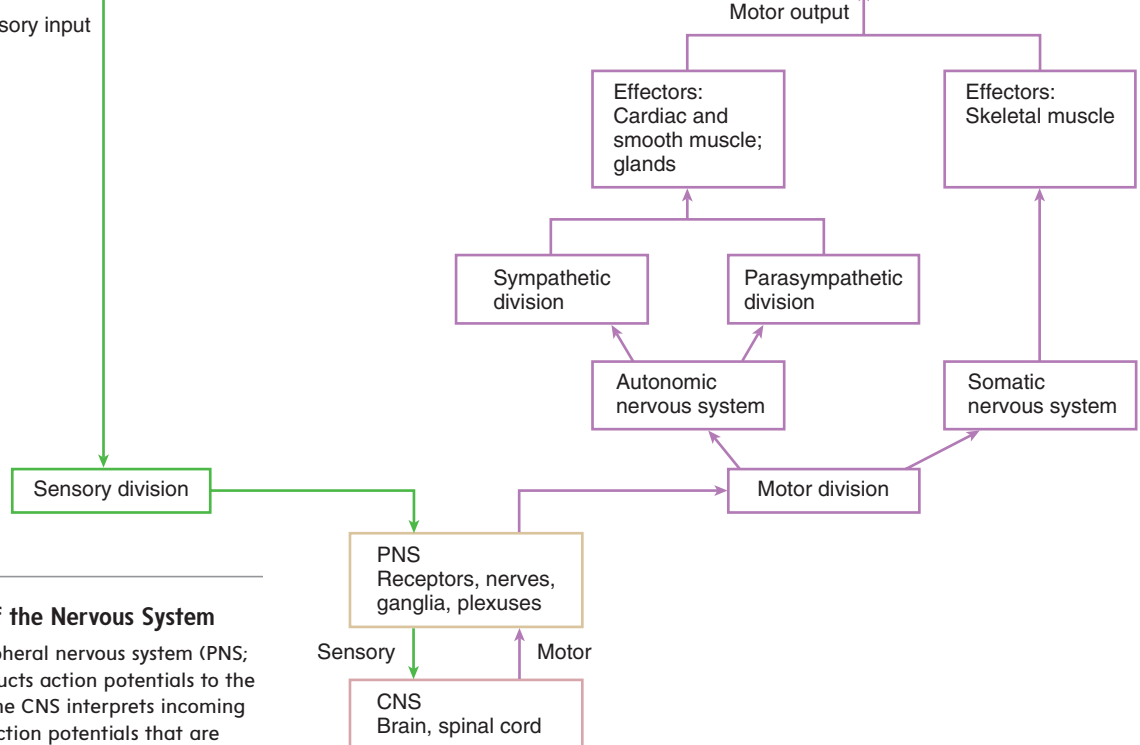 sory input
Motor output
Effectors:
Cardiac and
smooth muscle;
glands
Effectors:
Skeletal muscle
Sympathetic
division
Parasympathetic
division
Autonomic
nervous system
Somatic
nervous system
Sensory division
Motor division
PNS
Receptors, nerves,
ganglia, plexuses
Sensory
Motor
CNS
Brain, spinal cord
the Nervous System
pheral nervous system (PNS;
ucts action potentials to the
CNS interprets incoming
ction potentials that are